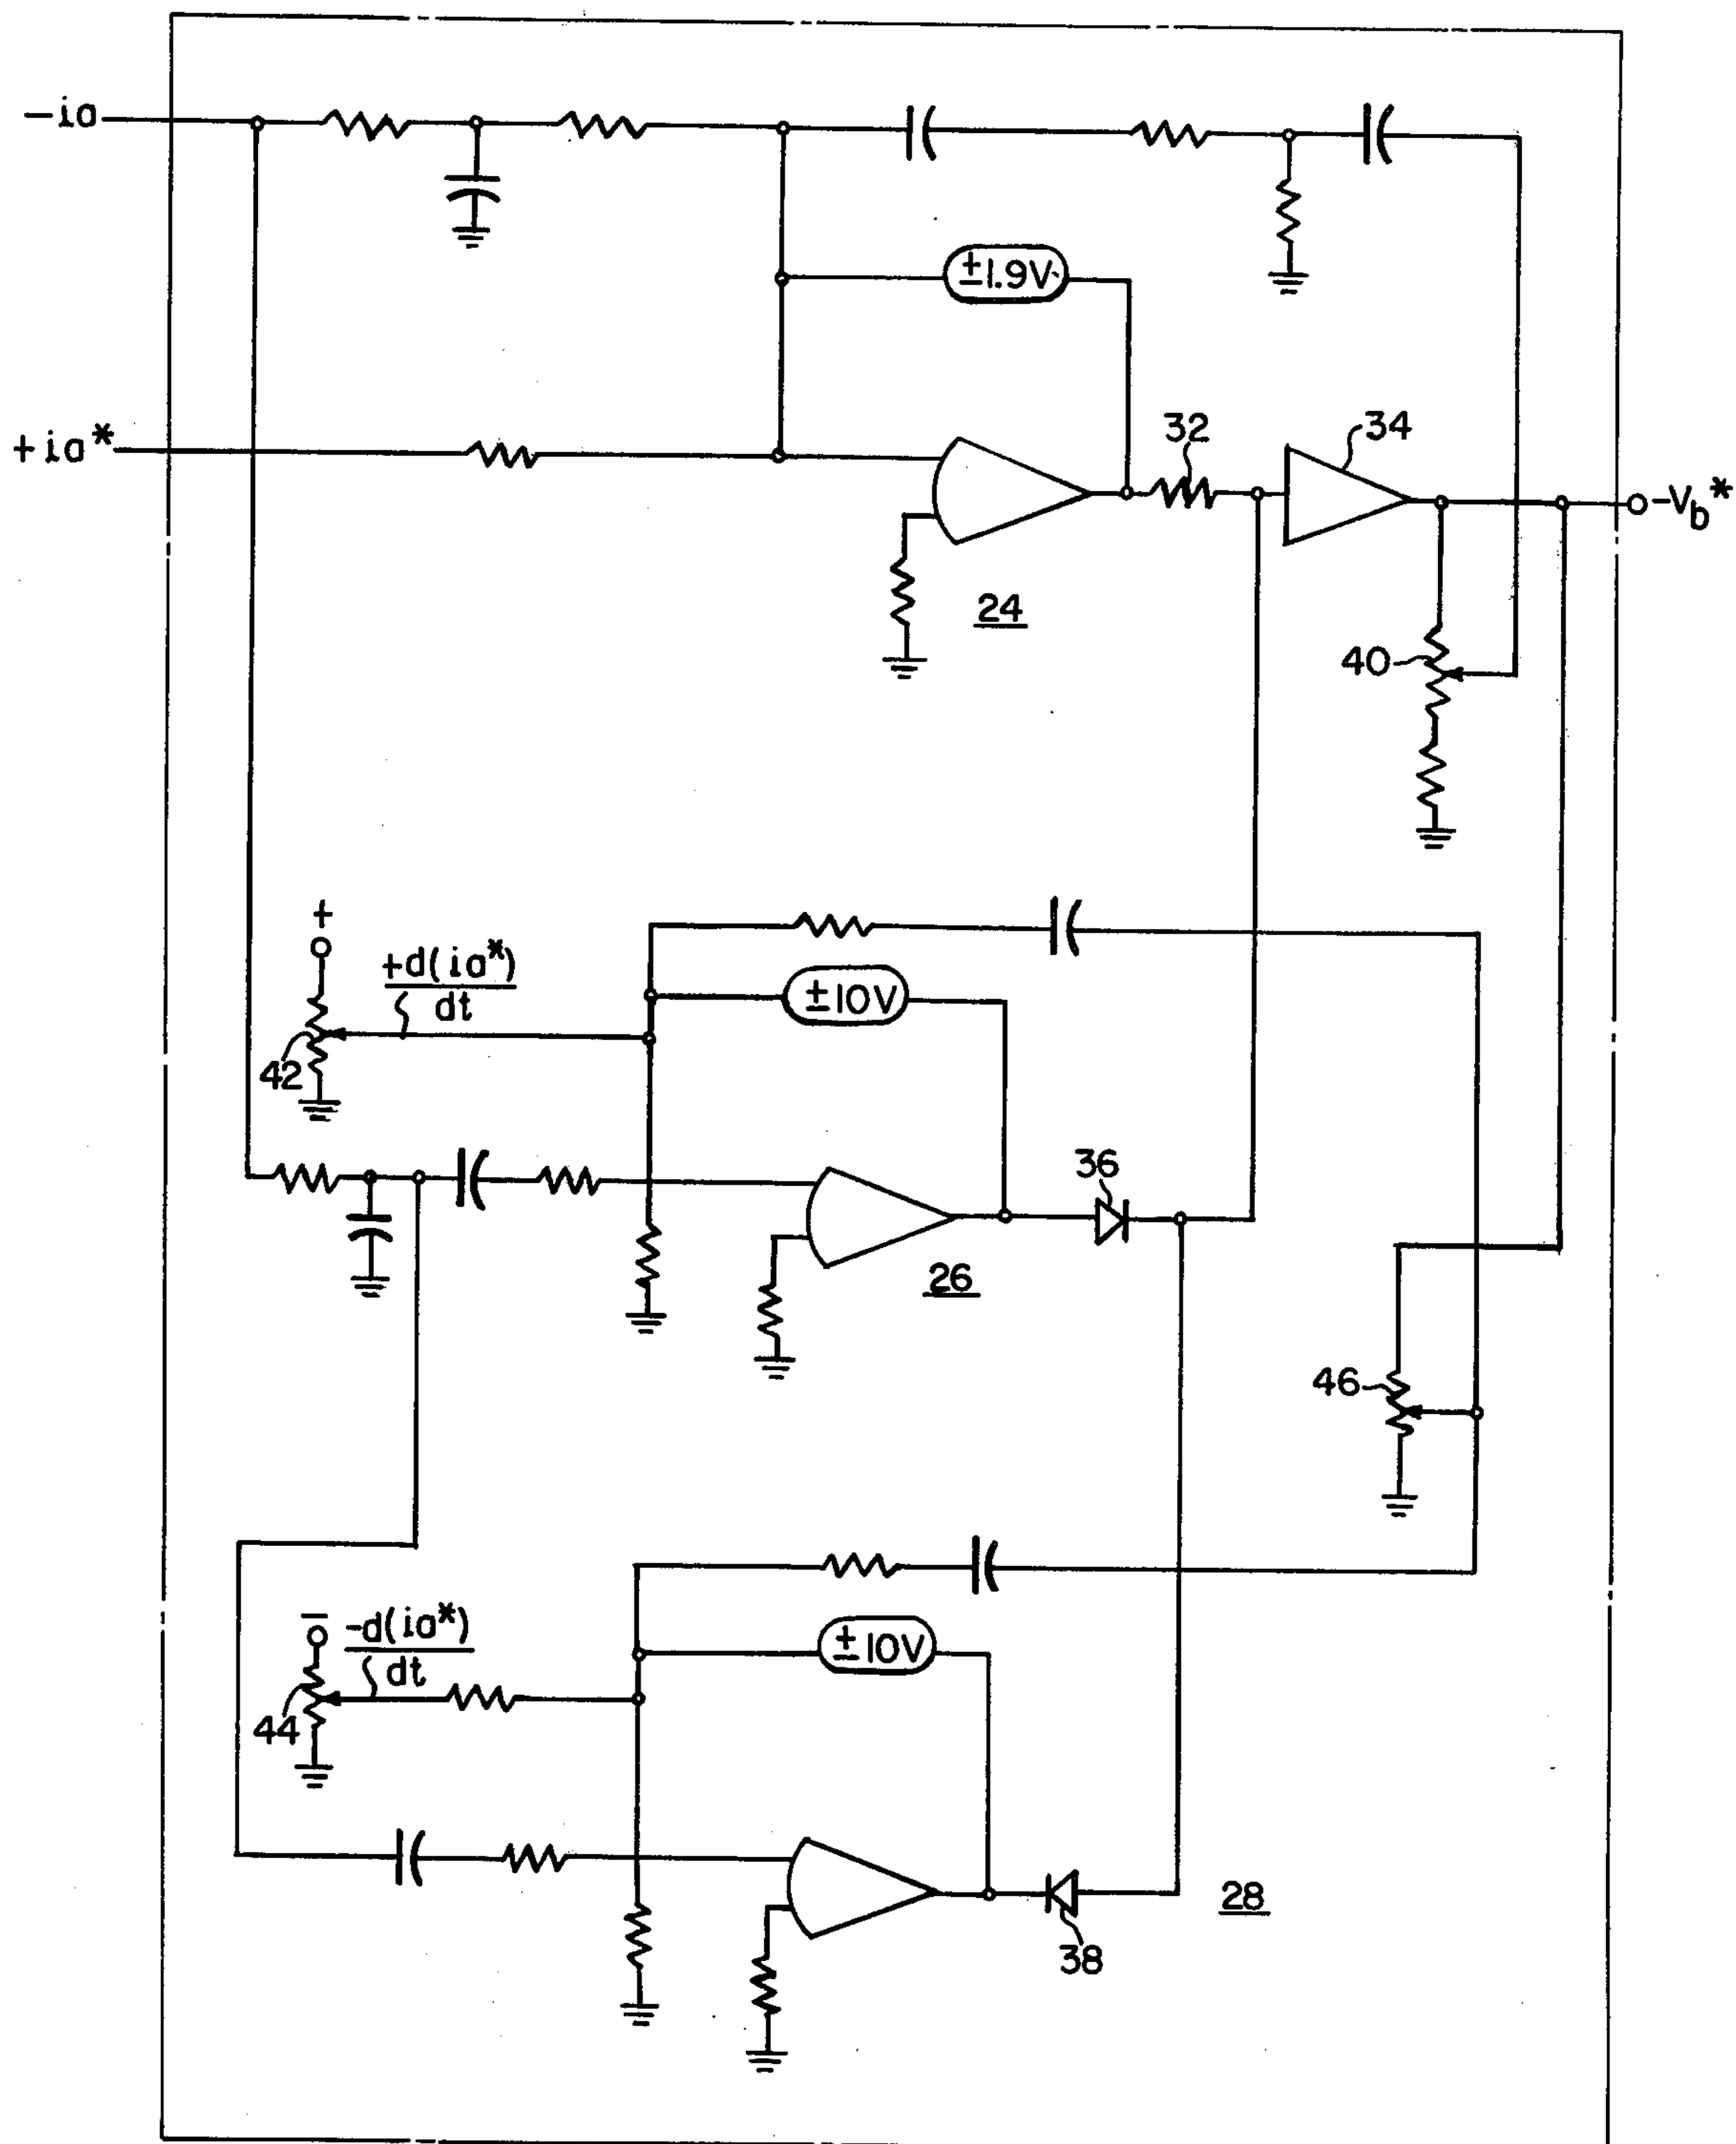 -ia
±1.9V
+ia*
32
34
-Vb*
24
40
+
+d(ia*)
dt
±10V
42
36
26
46
-
-d(ia*)
dt
±10V
44
28
38